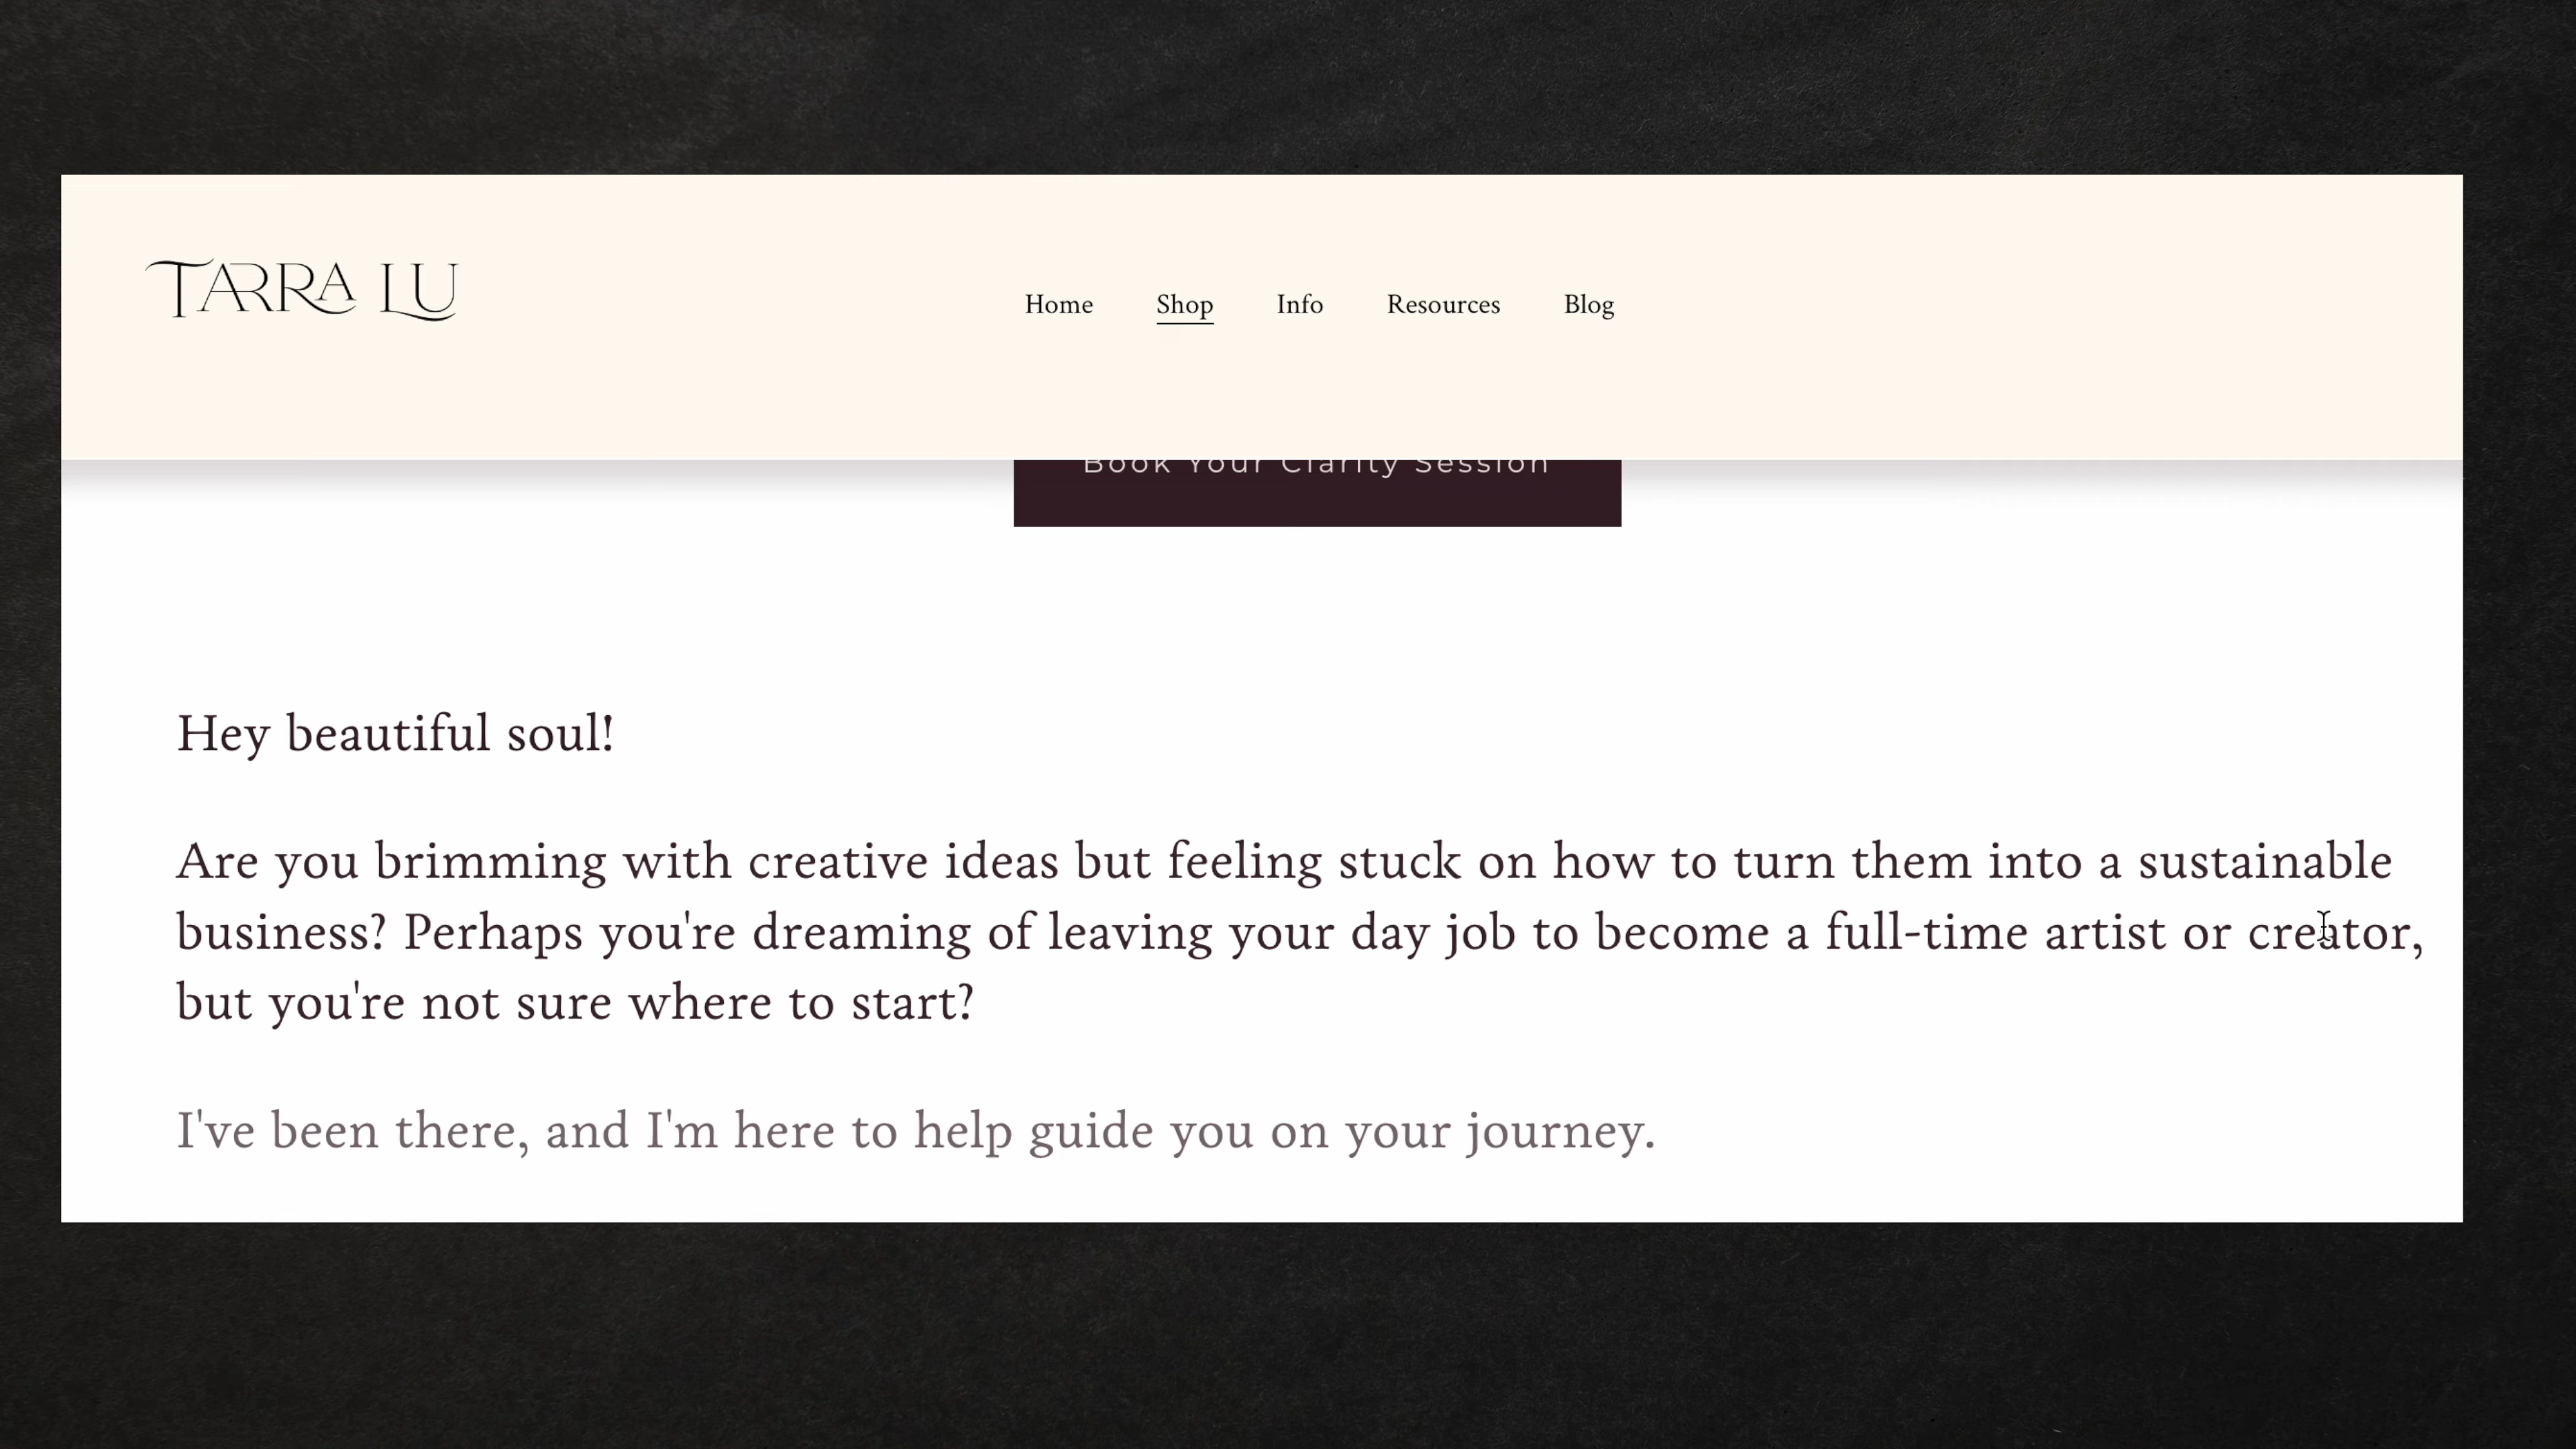 TARRA LU
Home Shop Info Resources Blog
Book Your Clarity Session
Hey beautiful soul!
Are you brimming with creative ideas but feeling stuck on how to turn them into a sustainable
business? Perhaps you're dreaming of leaving your day job to become a full-time artist or creator,
but you're not sure where to start?
I've been there, and I'm here to help guide you on your journey.